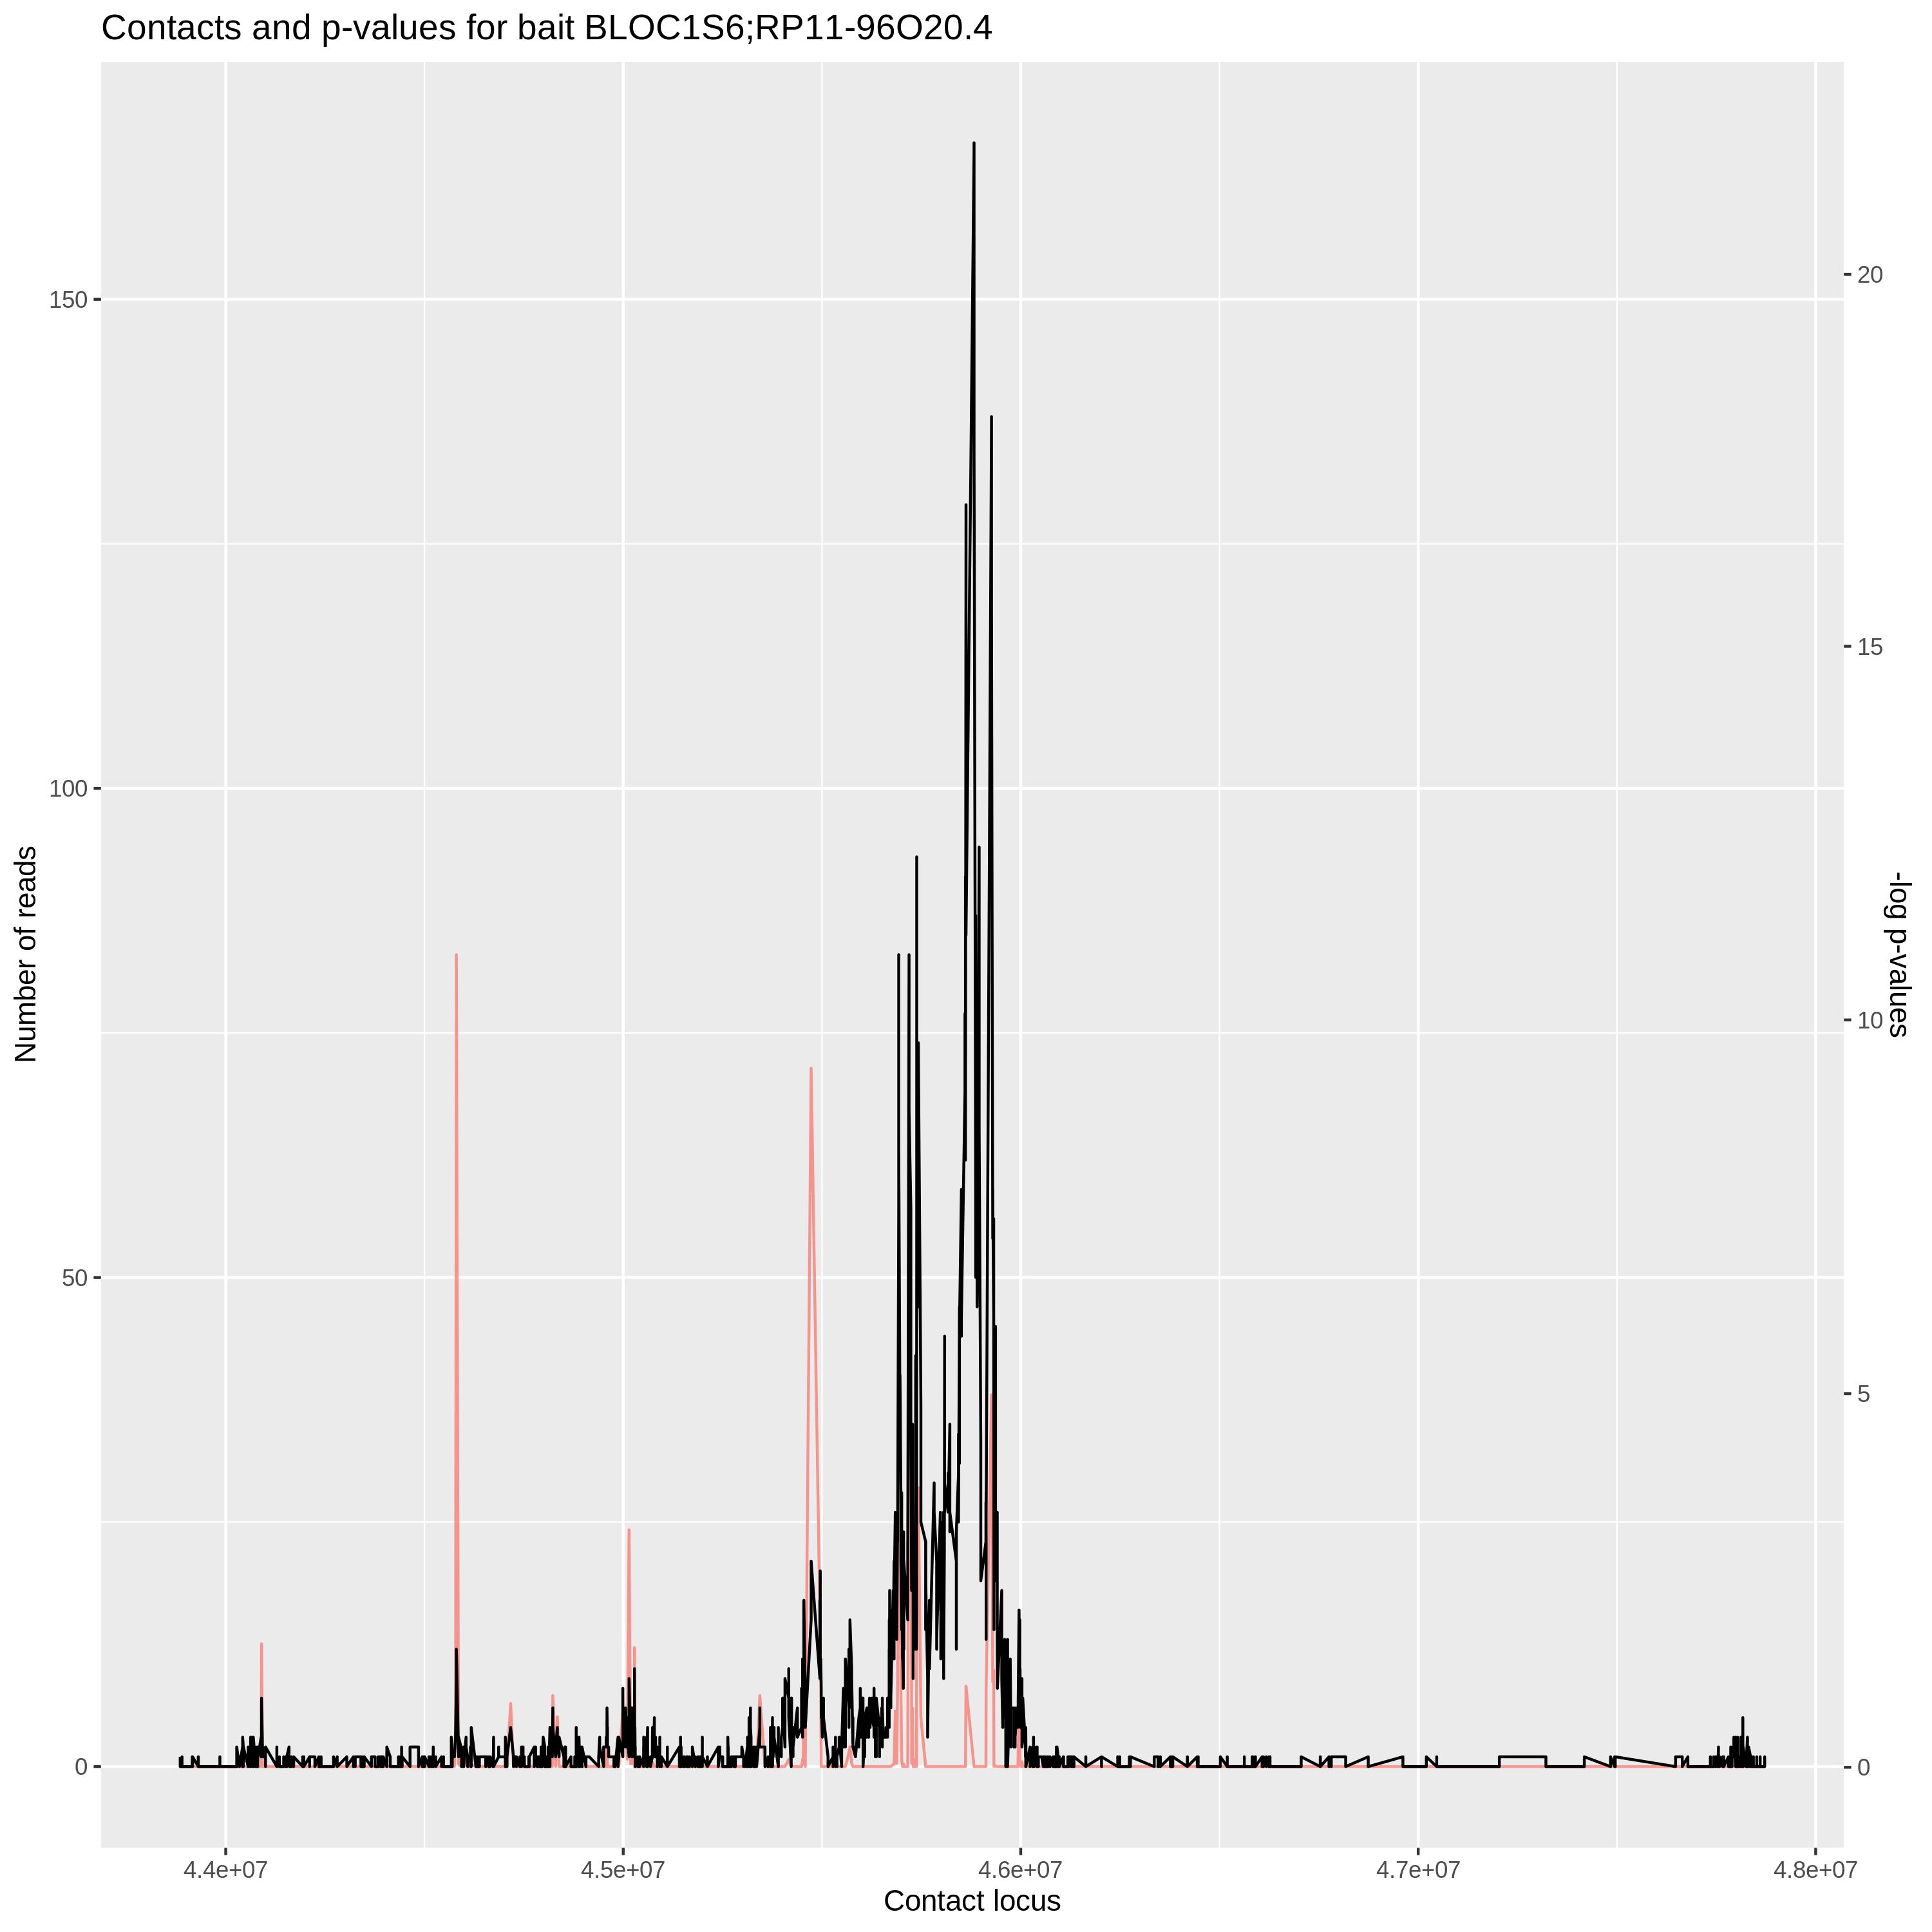 Contacts and p-values for bait BLOC1S6;RP11-96O20.4
Number of reads
150
100
50
0
20
15
10
5
0
-log p-values
4.4e+07
4.5e+07
4.6e+07
4.7e+07
4.8e+07
Contact locus